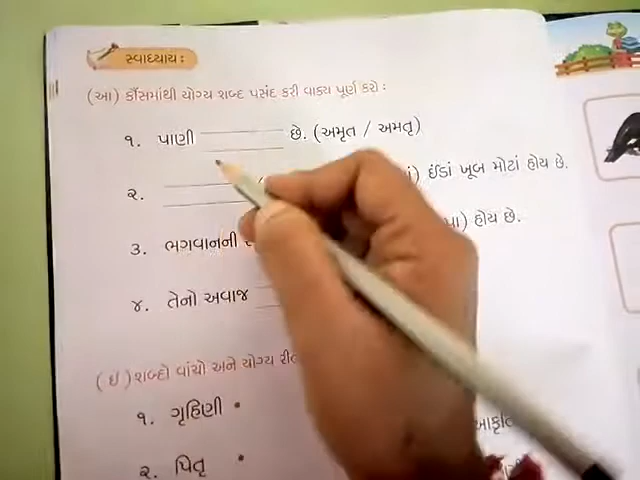 સ્વાધ્યાય :
(આ) કૌંસમાંથી યોગ્ય શબ્દ પસંદ કરી વાક્ય પૂર્ણ કરો :
૧. પાણી છે. (અમૃત / અમતૃ)
૨. ઈંડાં ખૂબ મોટાં હોય છે.
૩. ભગવાનની હોય છે.
૪. તેનો અવાજ
(ઈ) શબ્દો વાંચો અને યોગ્ય
૧. ગૃહિણી •
૨. પિતૃ •